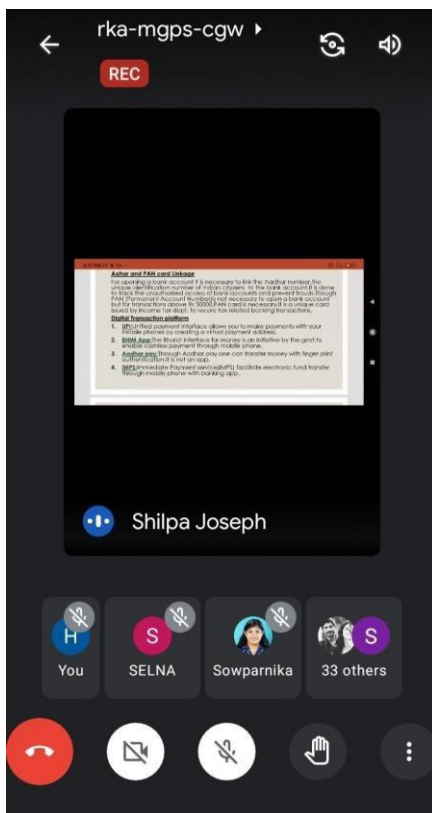 rka-mgps-cgw
REC
Aahar and PAN card Linkage
For opening a bank account it is necessary to link the Aadhar number,the
unique identification number of Indian citizens to the bank account.It is done
to track the unauthorised access of bank accounts and prevent frauds.Though
PAN (Permanent Account Number)is not necessary to open a bank account
but for transactions above Rs 50000,PAN card is necessary.It is a unique card
issued by Income tax dept. to record tax related banking transactions.
Digital Transaction platform
1. UPI:Unified payment interface allows you to make payments with your
mobile phones by creating a virtual payment address.
2. BHIM App:The Bharat interface for money is an initiative by the govt.to
enable cashless payment through mobile phone.
3. Aadhar pay:Through Aadhar pay,one can transfer money with finger print
authentication.It is not an app.
4. IMPS:Immediate Payment service(IMPS) facilitate electronic fund transfer
through mobile phone with banking app.
Shilpa Joseph
H
S
S
You
SELNA
Sowparnika
33 others